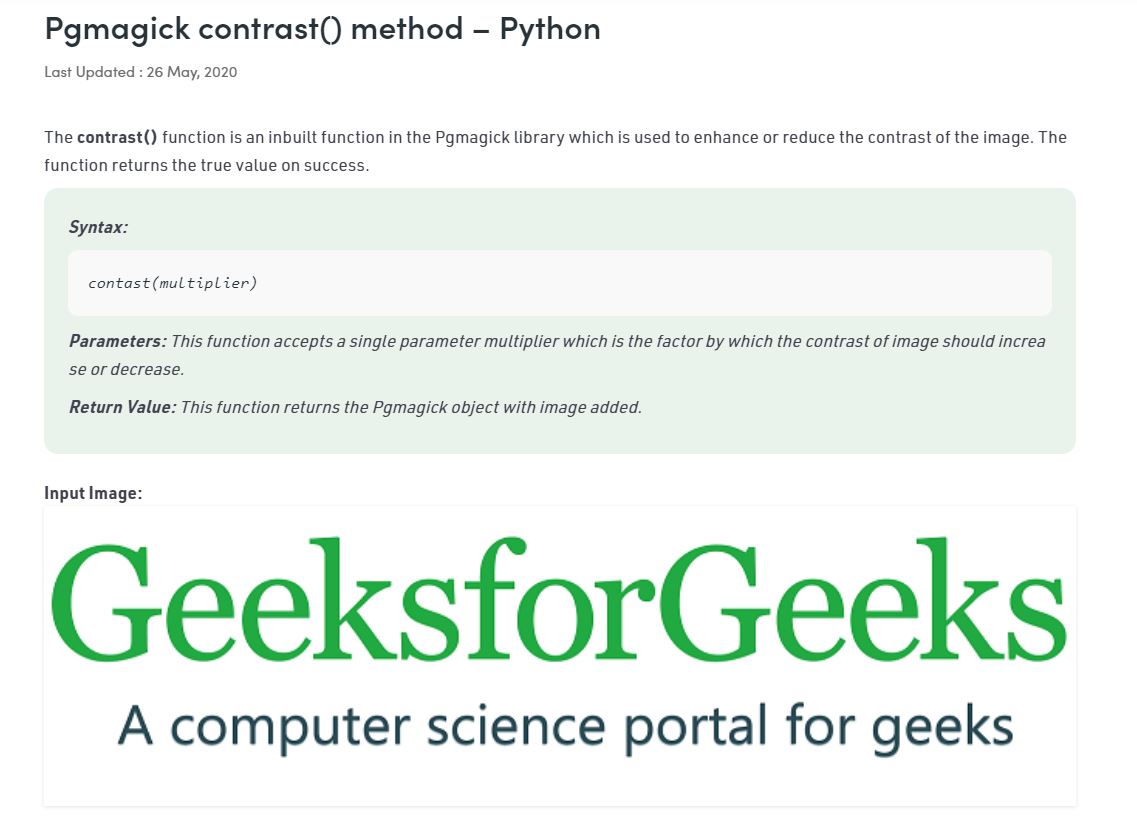 Pgmagick contrast() method – Python
Last Updated : 26 May, 2020
The contrast() function is an inbuilt function in the Pgmagick library which is used to enhance or reduce the contrast of the image. The
function returns the true value on success.
Syntax:
contast(multiplier)
Parameters: This function accepts a single parameter multiplier which is the factor by which the contrast of image should increa
se or decrease.
Return Value: This function returns the Pgmagick object with image added.
Input Image:
GeeksforGeeks
A computer science portal for geeks